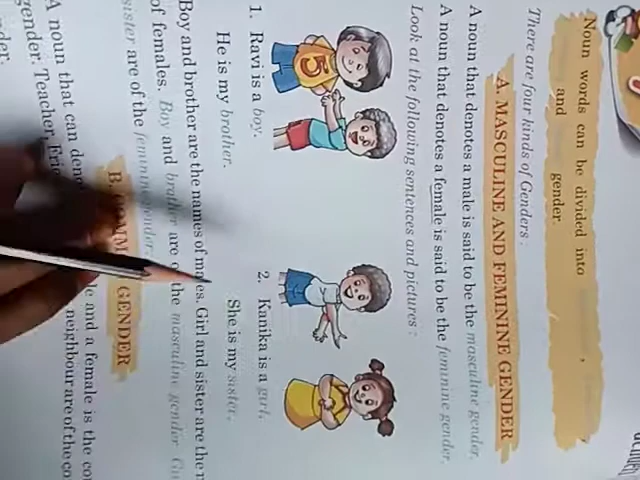 Noun words can be divided into
and gender.
There are four kinds of Genders :
A. MASCULINE AND FEMININE GENDER
A noun that denotes a male is said to be the masculine gender.
A noun that denotes a female is said to be the feminine gender.
Look at the following sentences and pictures :
5
1. Ravi is a boy. 2. Kanika is a girl.
He is my brother. She is my sister.
Boy and brother are the names of males. Girl and sister are the
of females. Boy and brother are the masculine gender.
sister are of the feminine gender.
GENDER
A noun that can and a female is the
gender. Teacher, neighbour are of the